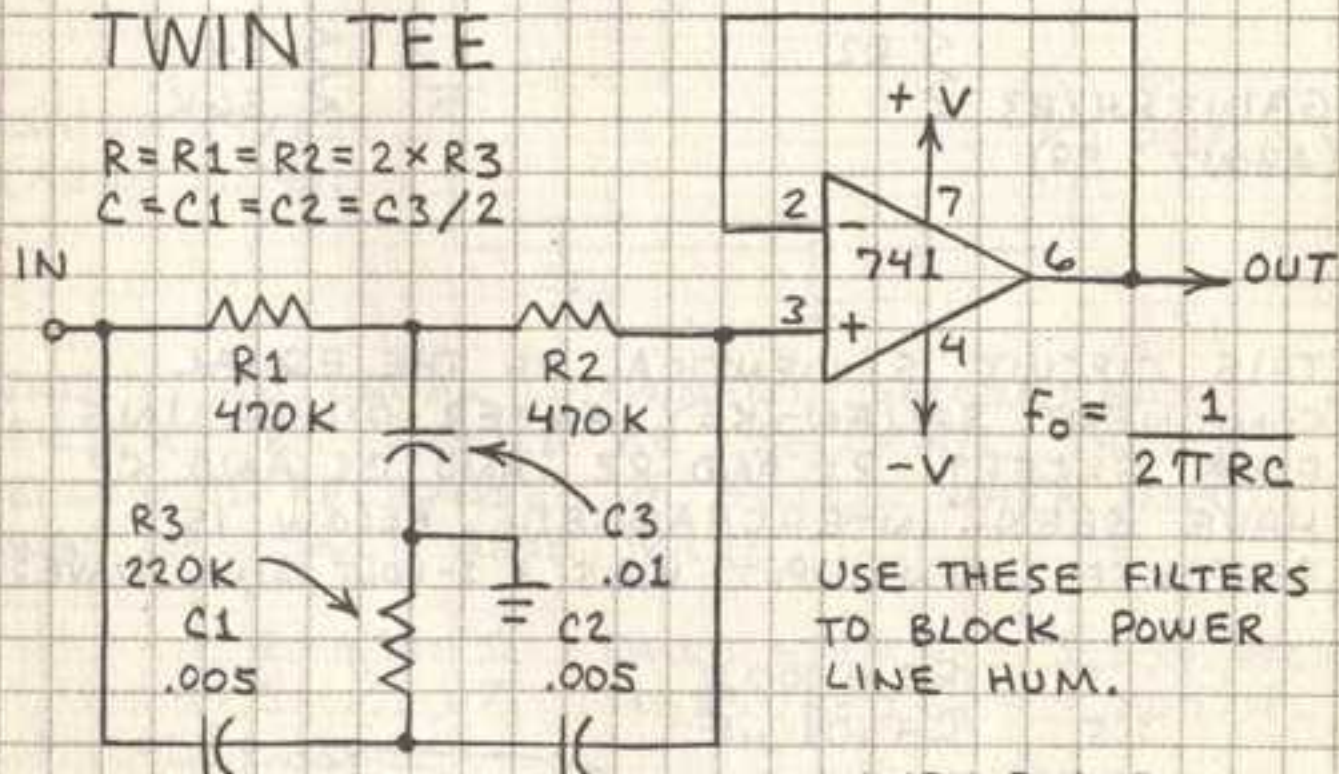 TWIN TEE
R=R1=R2=2×R3
C=C1=C2=C3/2
IN
+V
2
-
7
741
6
OUT
3
+
4
-V
R1
470K
R2
470K
Fo = 1
2πRC
R3
220K
C3
.01
C1
.005
C2
.005
USE THESE FILTERS
TO BLOCK POWER
LINE HUM.